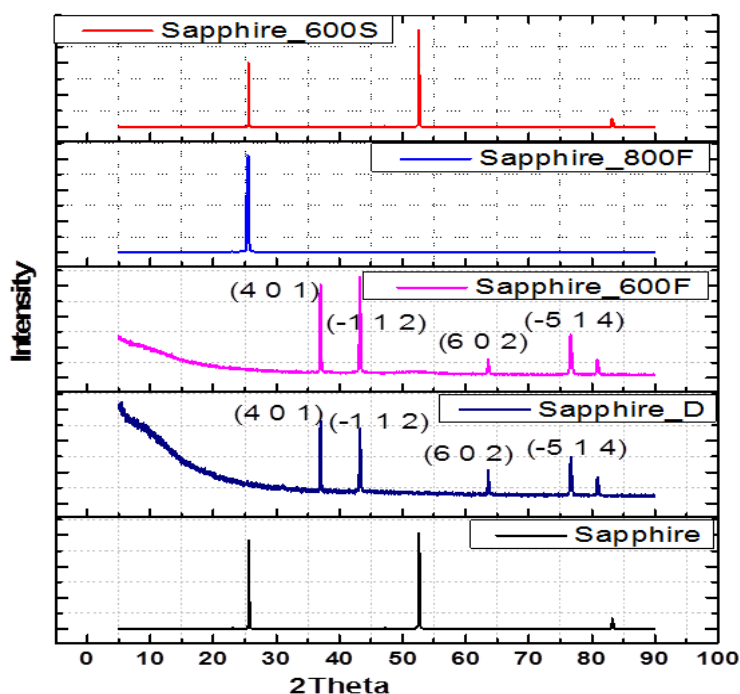 Sapphire_600S
Sapphire_800F
Sapphire_600F
(4 0 1)
(-1 1 2)
(6 0 2)
(-5 1 4)
Sapphire_D
(4 0 1)
(-1 1 2)
(6 0 2)
(-5 1 4)
Sapphire
Intensity
0 10 20 30 40 50 60 70 80 90 100
2Theta